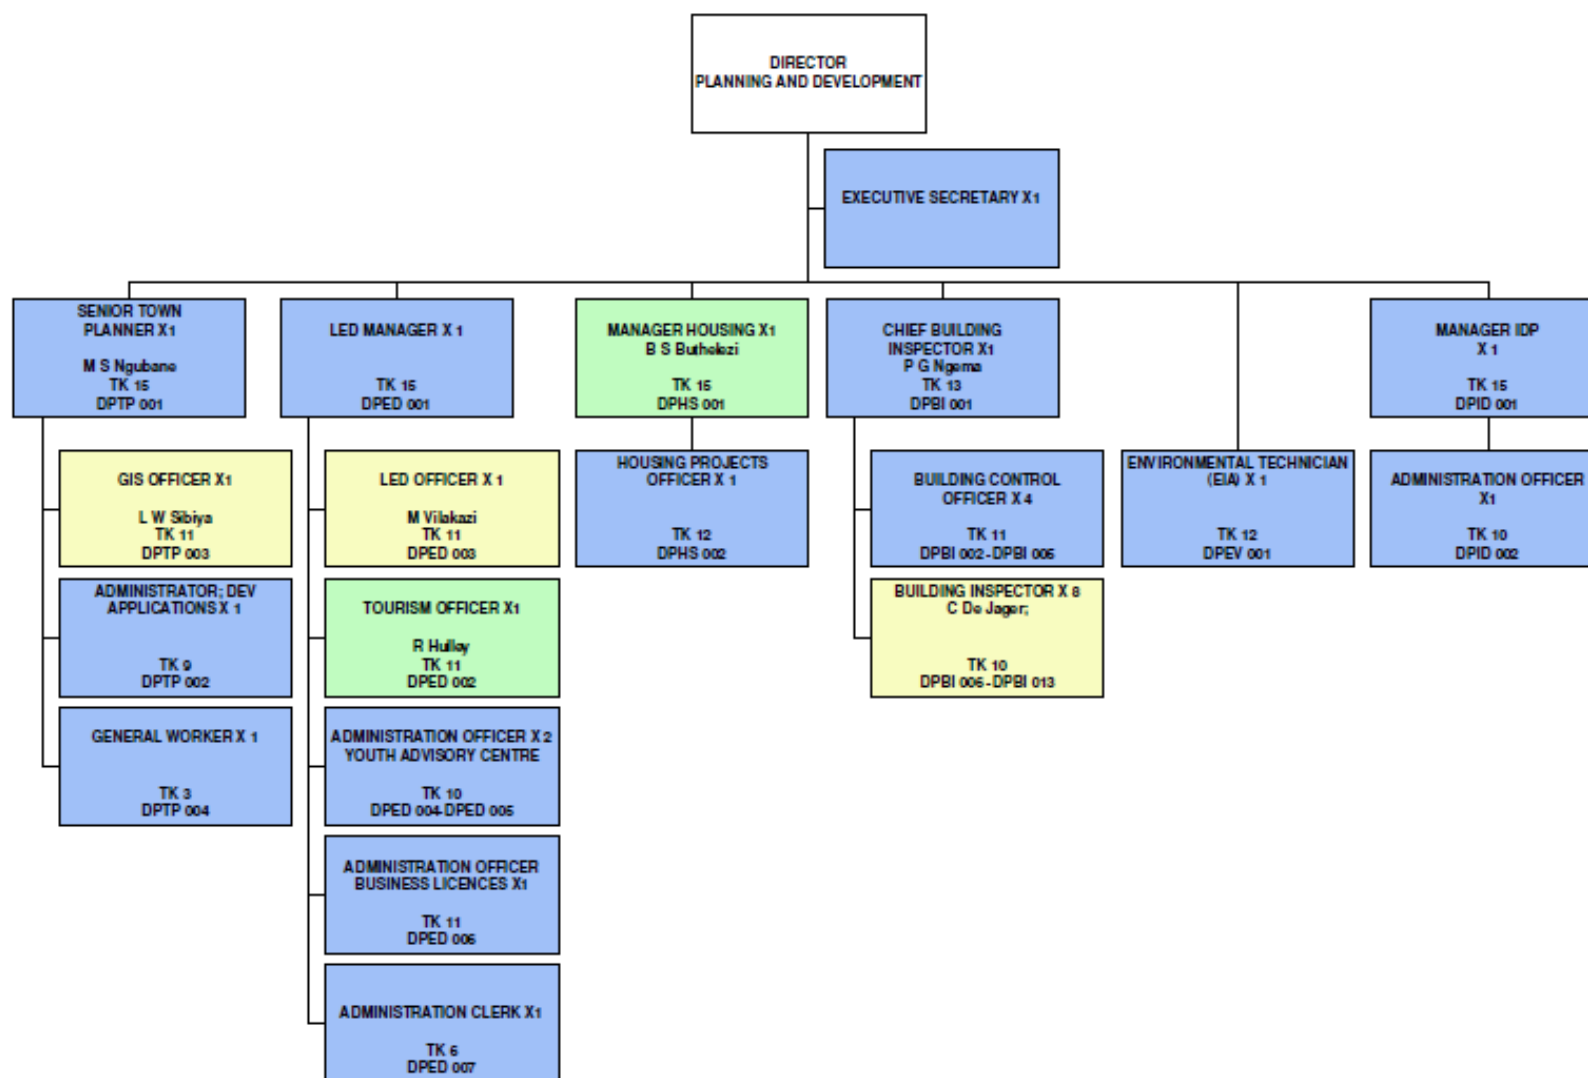 DIRECTOR
PLANNING AND DEVELOPMENT
EXECUTIVE SECRETARY X1
SENIOR TOWN
PLANNER X1
M S Ngubane
TK 15
DPTP 001
LED MANAGER X 1
TK 15
DPED 001
MANAGER HOUSING X1
B S Buthelezi
TK 15
DPHS 001
CHIEF BUILDING
INSPECTOR X1
P G Ngema
TK 13
DPBI 001
MANAGER IDP
X 1
TK 15
DPID 001
GIS OFFICER X1
L W Sibiya
TK 11
DPTP 003
LED OFFICER X 1
M Vilakazi
TK 11
DPED 003
HOUSING PROJECTS
OFFICER X 1
TK 12
DPHS 002
BUILDING CONTROL
OFFICER X 4
TK 11
DPBI 002 - DPBI 005
ENVIRONMENTAL TECHNICIAN
(EIA) X 1
TK 12
DPEV 001
ADMINISTRATION OFFICER
X1
TK 10
DPID 002
ADMINISTRATOR; DEV
APPLICATIONS X 1
TK 9
DPTP 002
TOURISM OFFICER X1
R Hulley
TK 11
DPED 002
BUILDING INSPECTOR X 8
C De Jager;
TK 10
DPBI 006 - DPBI 013
GENERAL WORKER X 1
TK 3
DPTP 004
ADMINISTRATION OFFICER X 2
YOUTH ADVISORY CENTRE
TK 10
DPED 004-DPED 005
ADMINISTRATION OFFICER
BUSINESS LICENCES X1
TK 11
DPED 006
ADMINISTRATION CLERK X1
TK 6
DPED 007